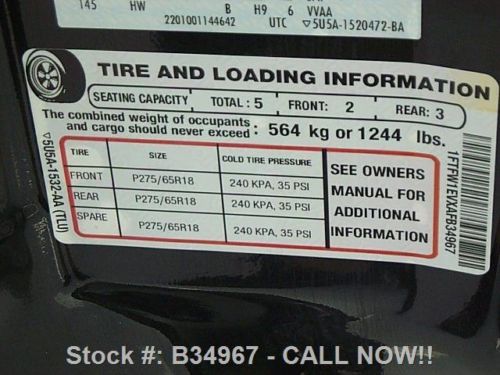 145 HW B H9 6 VVAA
2201001144642 UTC ▽5U5A-1520472-BA
TIRE AND LOADING INFORMATION
SEATING CAPACITY TOTAL : 5 FRONT: 2 REAR: 3
The combined weight of occupants
and cargo should never exceed : 564 kg or 1244 lbs.
TIRE SIZE COLD TIRE PRESSURE
FRONT P275/65R18 240 KPA, 35 PSI
REAR P275/65R18 240 KPA, 35 PSI
SPARE P275/65R18 240 KPA, 35 PSI
SEE OWNERS
MANUAL FOR
ADDITIONAL
INFORMATION
▽5U5A-1532-AA (TLU)
Stock #: B34967 - CALL NOW!!